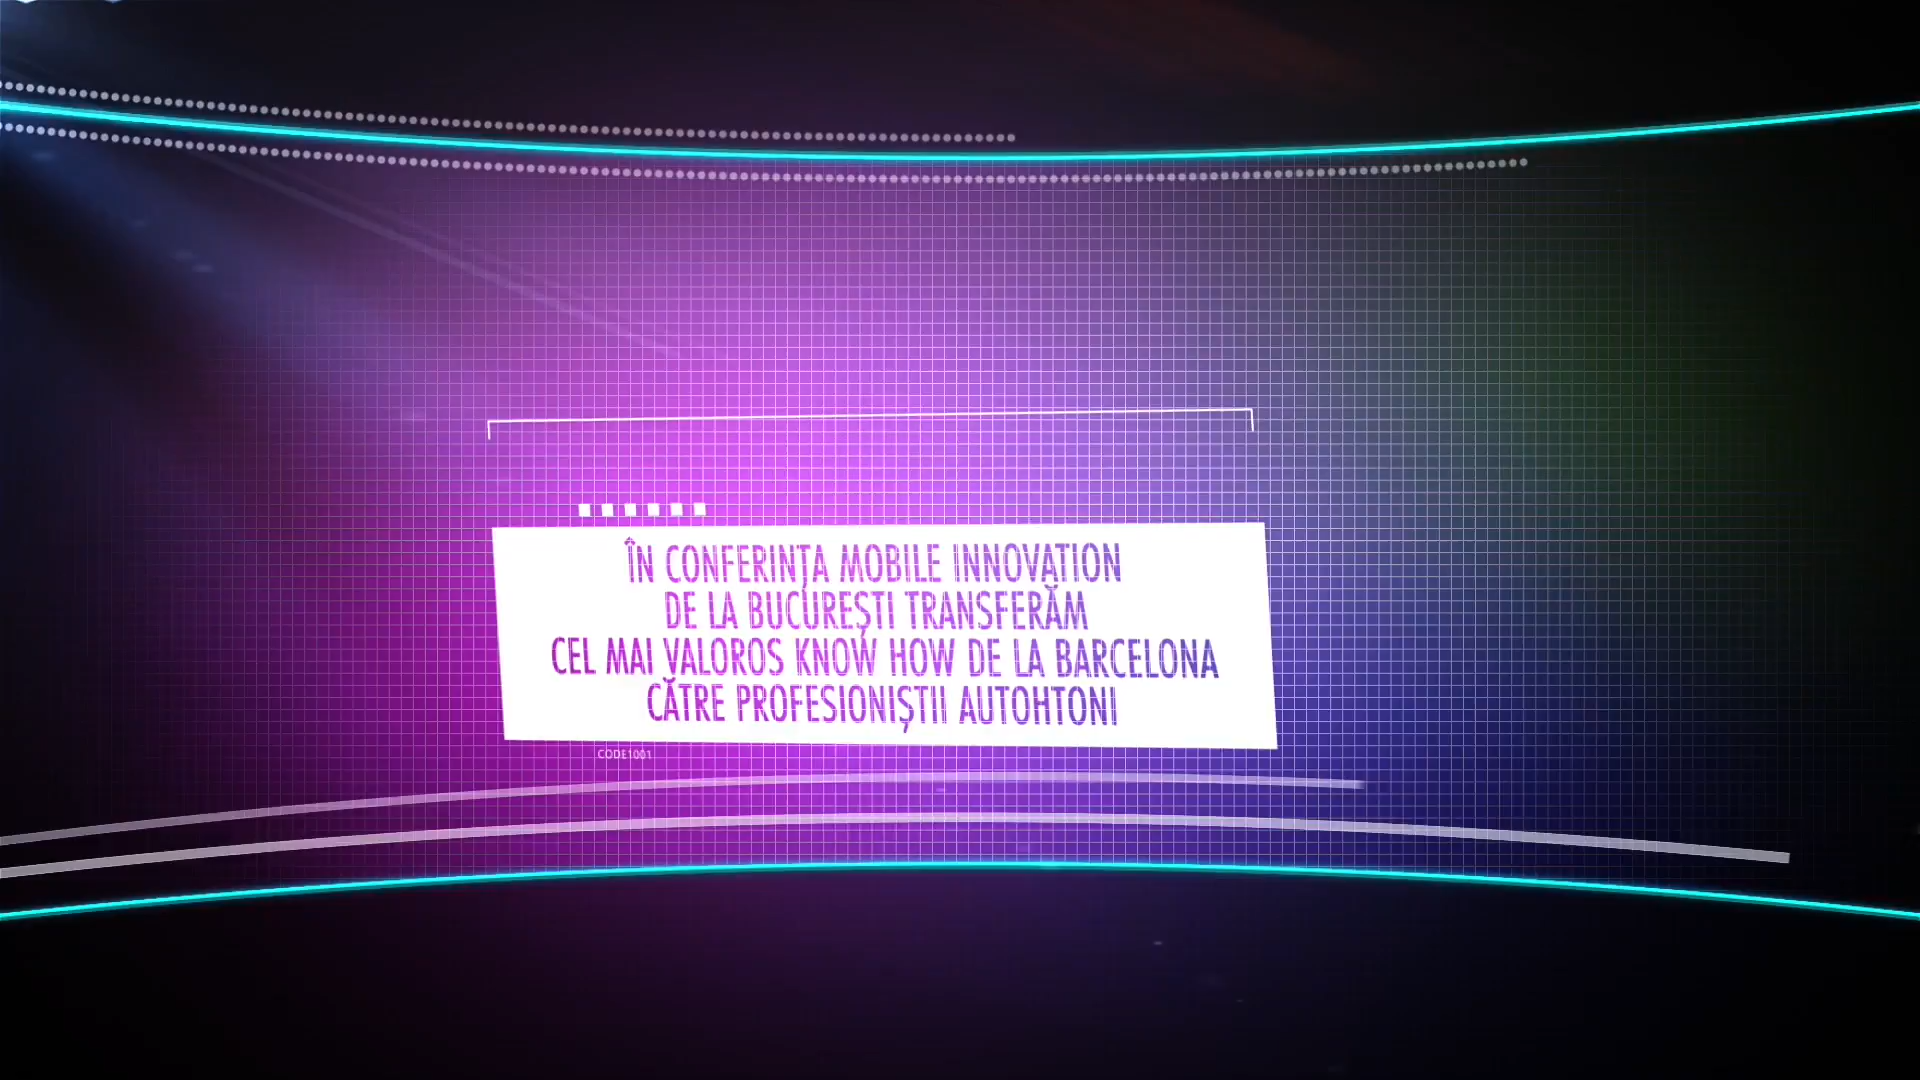 ÎN CONFERINȚA MOBILE INNOVATION
DE LA BUCUREȘTI TRANSFERĂM
CEL MAI VALOROS KNOW HOW DE LA BARCELONA
CĂTRE PROFESIONIȘTII AUTOHTONI
CODE1001